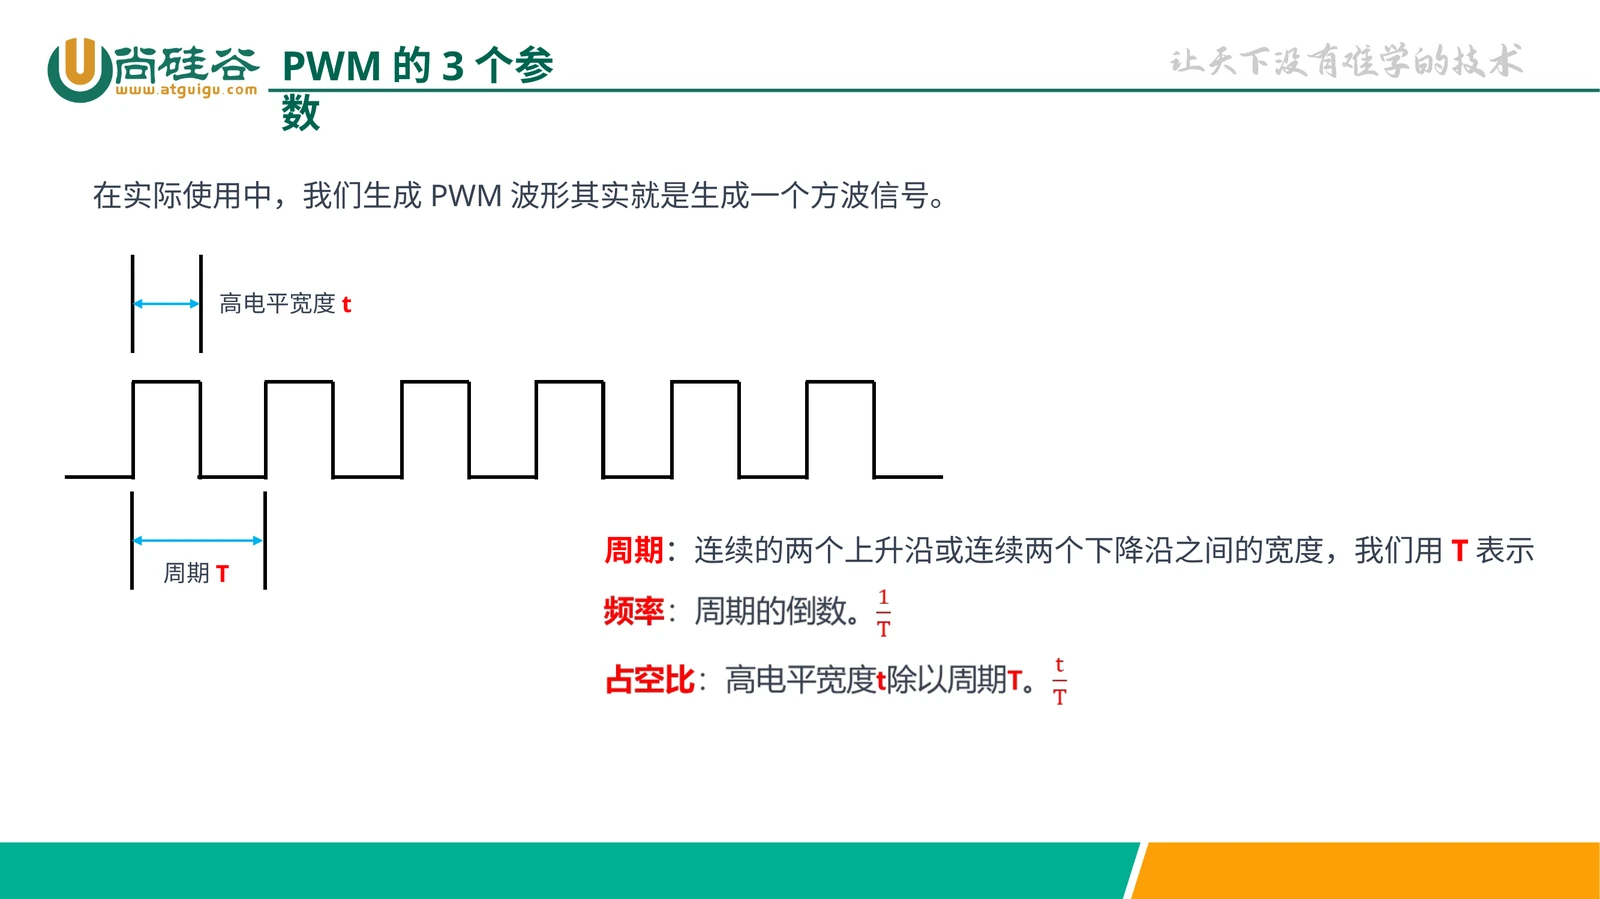 尚硅谷
www.atguigu.com
PWM 的 3 个参
数
让天下没有难学的技术
在实际使用中，我们生成 PWM 波形其实就是生成一个方波信号。
高电平宽度 t
周期 T
周期：连续的两个上升沿或连续两个下降沿之间的宽度，我们用 T 表示
频率：周期的倒数。1/T
占空比：高电平宽度t除以周期T。t/T